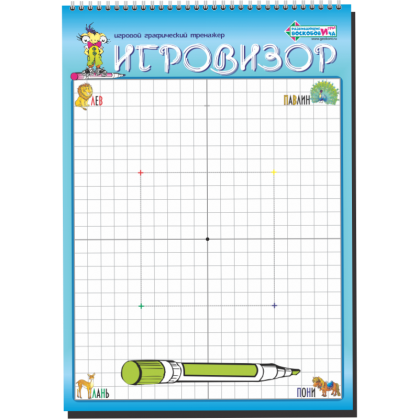 игровой графический тренажер
ИГРОВИЗОР
ЛЕВ
ПАВЛИН
ЛАНЬ
ПОНИ